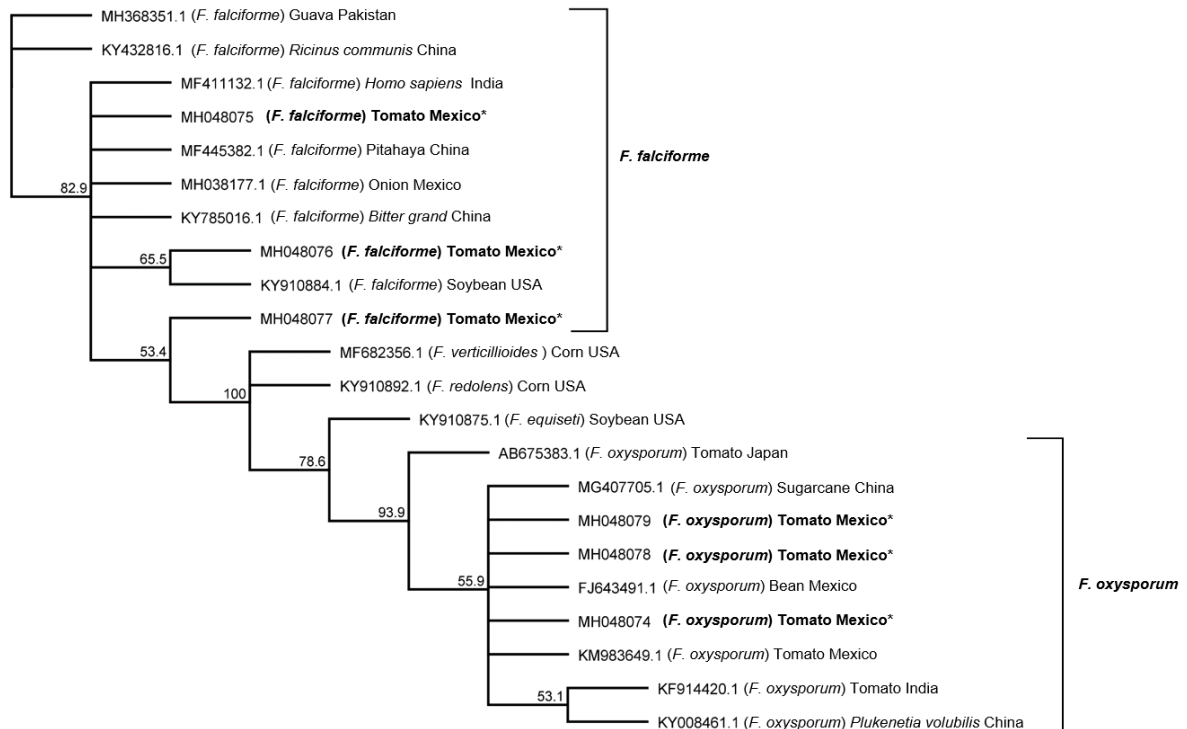 MH368351.1 (F. falciforme) Guava Pakistan
KY432816.1 (F. falciforme) Ricinus communis China
MF411132.1 (F. falciforme) Homo sapiens India
MH048075 (F. falciforme) Tomato Mexico*
MF445382.1 (F. falciforme) Pitahaya China
F. falciforme
82.9
MH038177.1 (F. falciforme) Onion Mexico
KY785016.1 (F. falciforme) Bitter grand China
MH048076 (F. falciforme) Tomato Mexico*
65.5
KY910884.1 (F. falciforme) Soybean USA
MH048077 (F. falciforme) Tomato Mexico*
53.4
MF682356.1 (F. verticillioides ) Corn USA
KY910892.1 (F. redolens) Corn USA
100
KY910875.1 (F. equiseti) Soybean USA
AB675383.1 (F. oxysporum) Tomato Japan
78.6
MG407705.1 (F. oxysporum) Sugarcane China
93.9
MH048079 (F. oxysporum) Tomato Mexico*
MH048078 (F. oxysporum) Tomato Mexico*
55.9
FJ643491.1 (F. oxysporum) Bean Mexico
F. oxysporum
MH048074 (F. oxysporum) Tomato Mexico*
KM983649.1 (F. oxysporum) Tomato Mexico
KF914420.1 (F. oxysporum) Tomato India
53.1
KY008461.1 (F. oxysporum) Plukenetia volubilis China